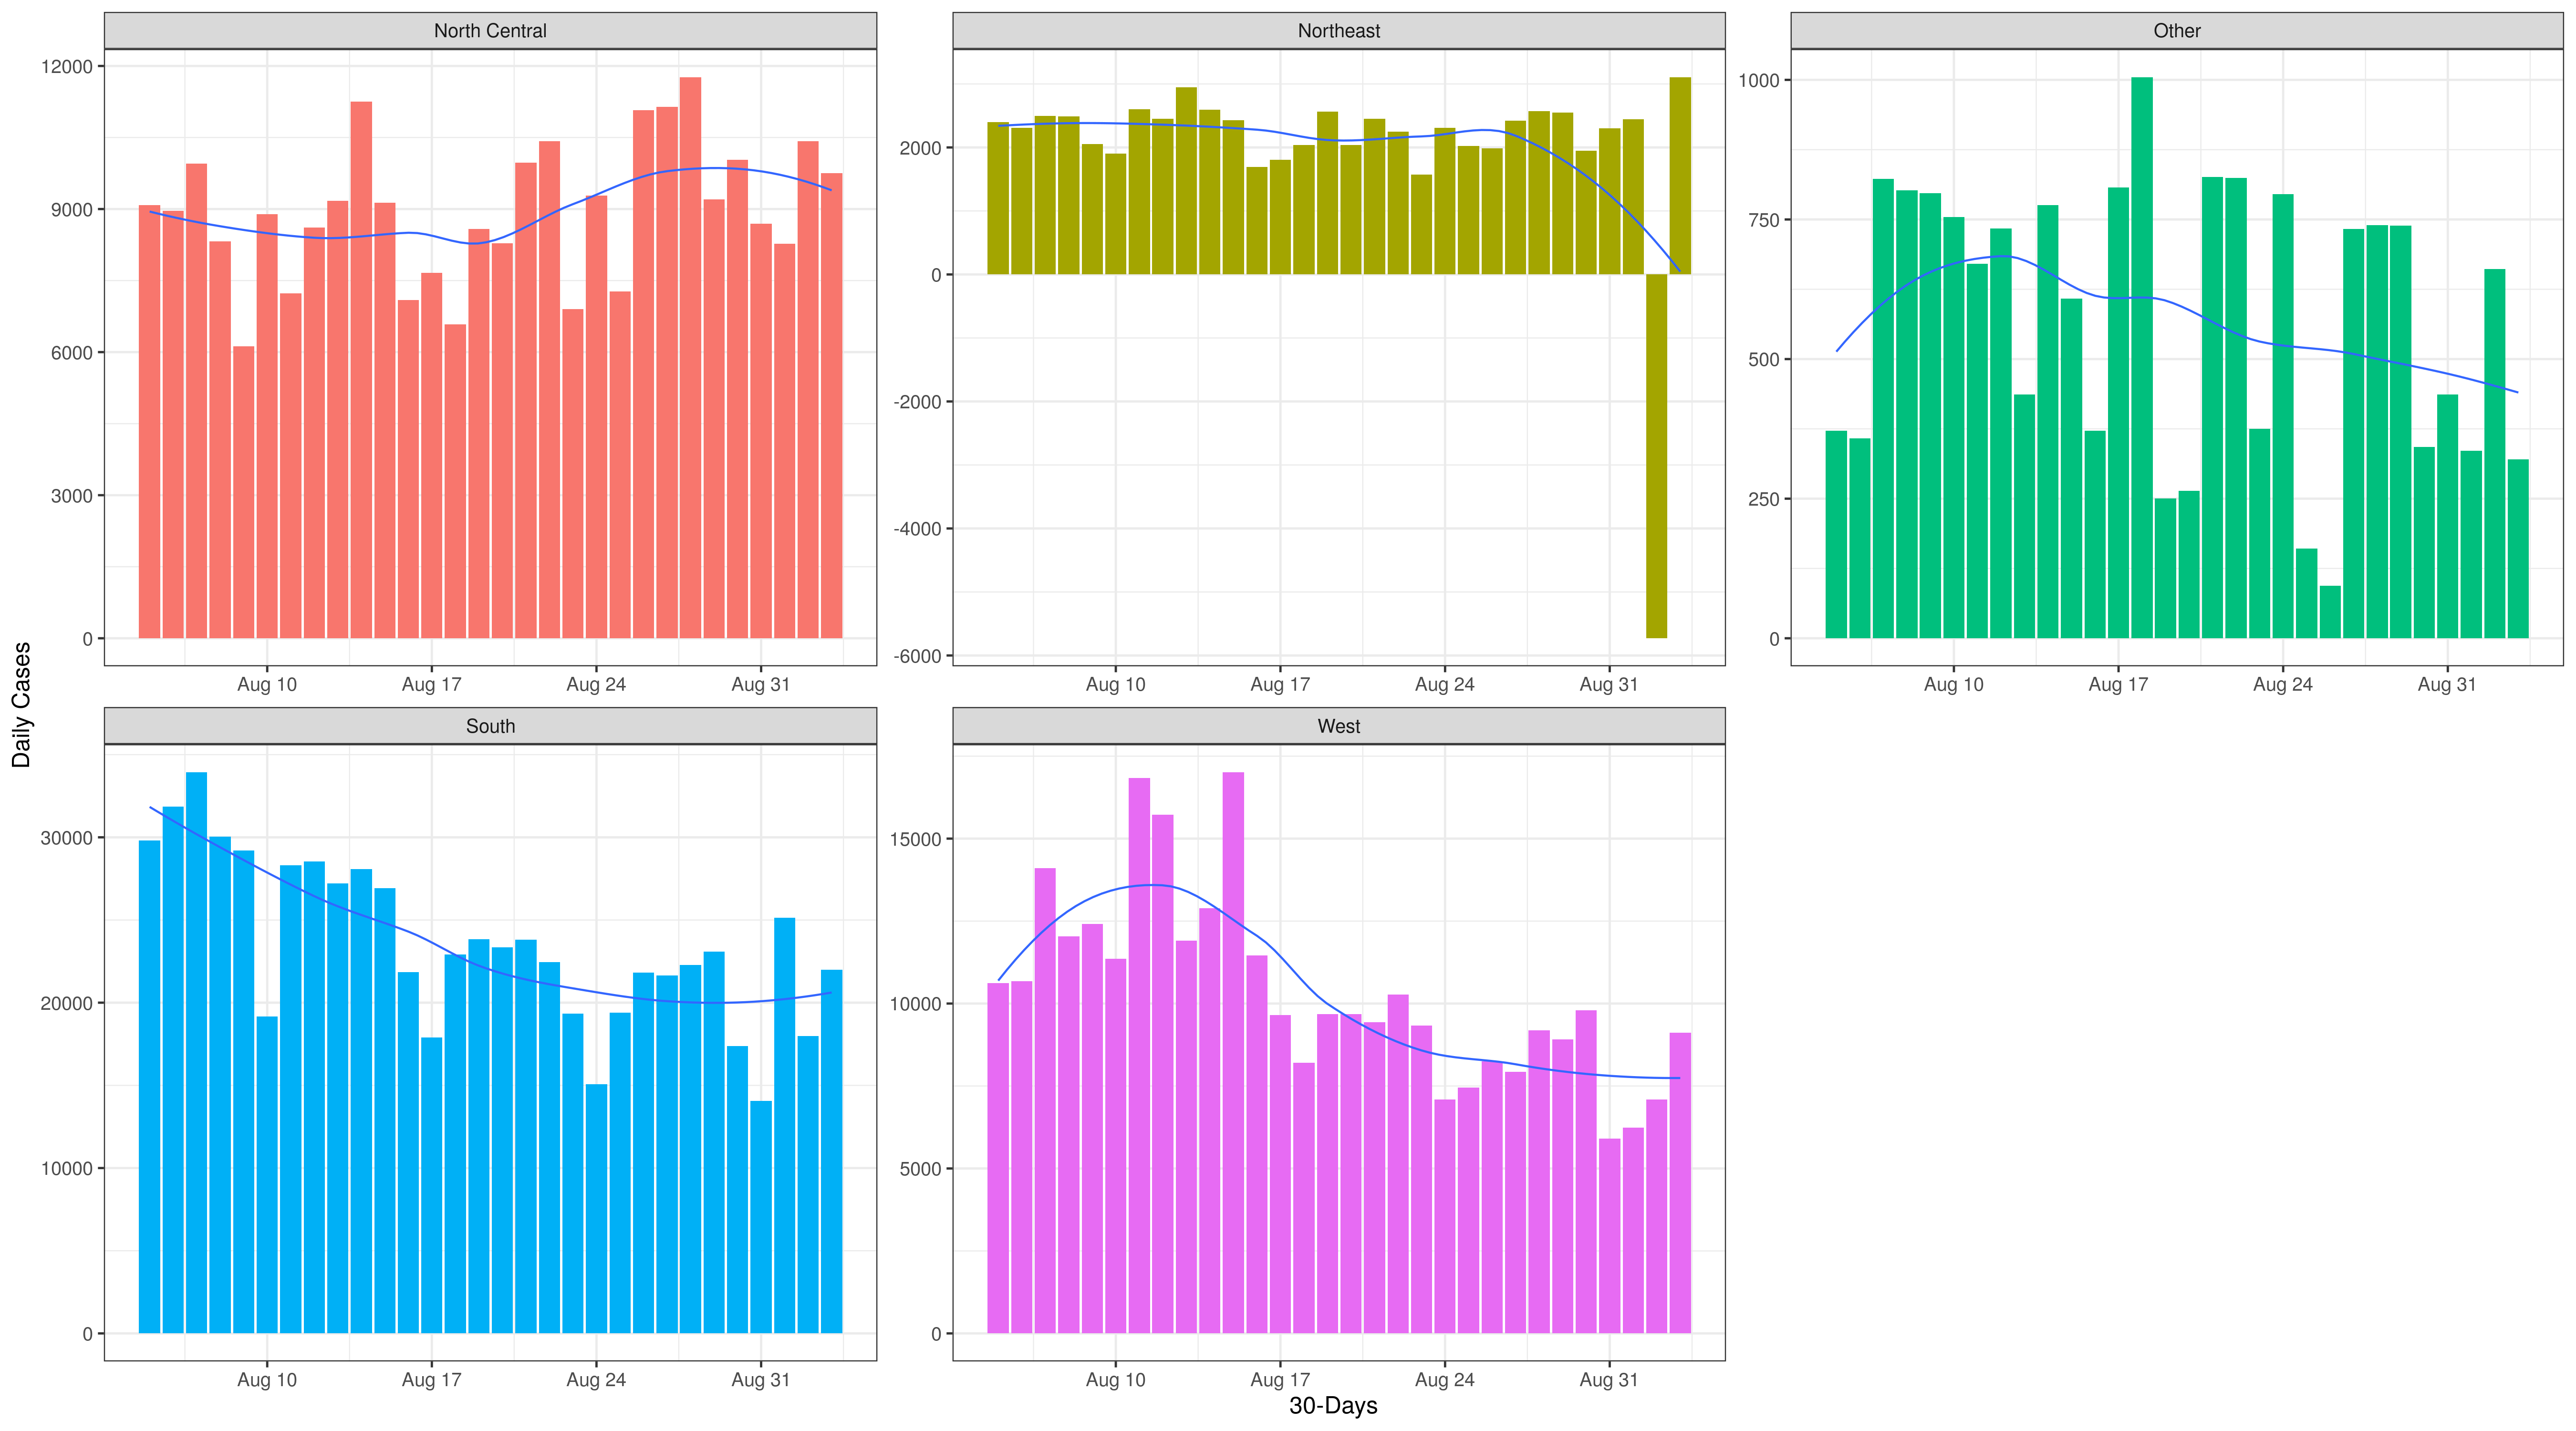 North Central
Northeast
Other
12000
9000
6000
3000
0
2000
0
-2000
-4000
-6000
1000
750
500
250
0
Aug 10 Aug 17 Aug 24 Aug 31
Aug 10 Aug 17 Aug 24 Aug 31
Aug 10 Aug 17 Aug 24 Aug 31
Daily Cases
South
West
30000
20000
10000
0
15000
10000
5000
0
Aug 10 Aug 17 Aug 24 Aug 31
Aug 10 Aug 17 Aug 24 Aug 31
30-Days